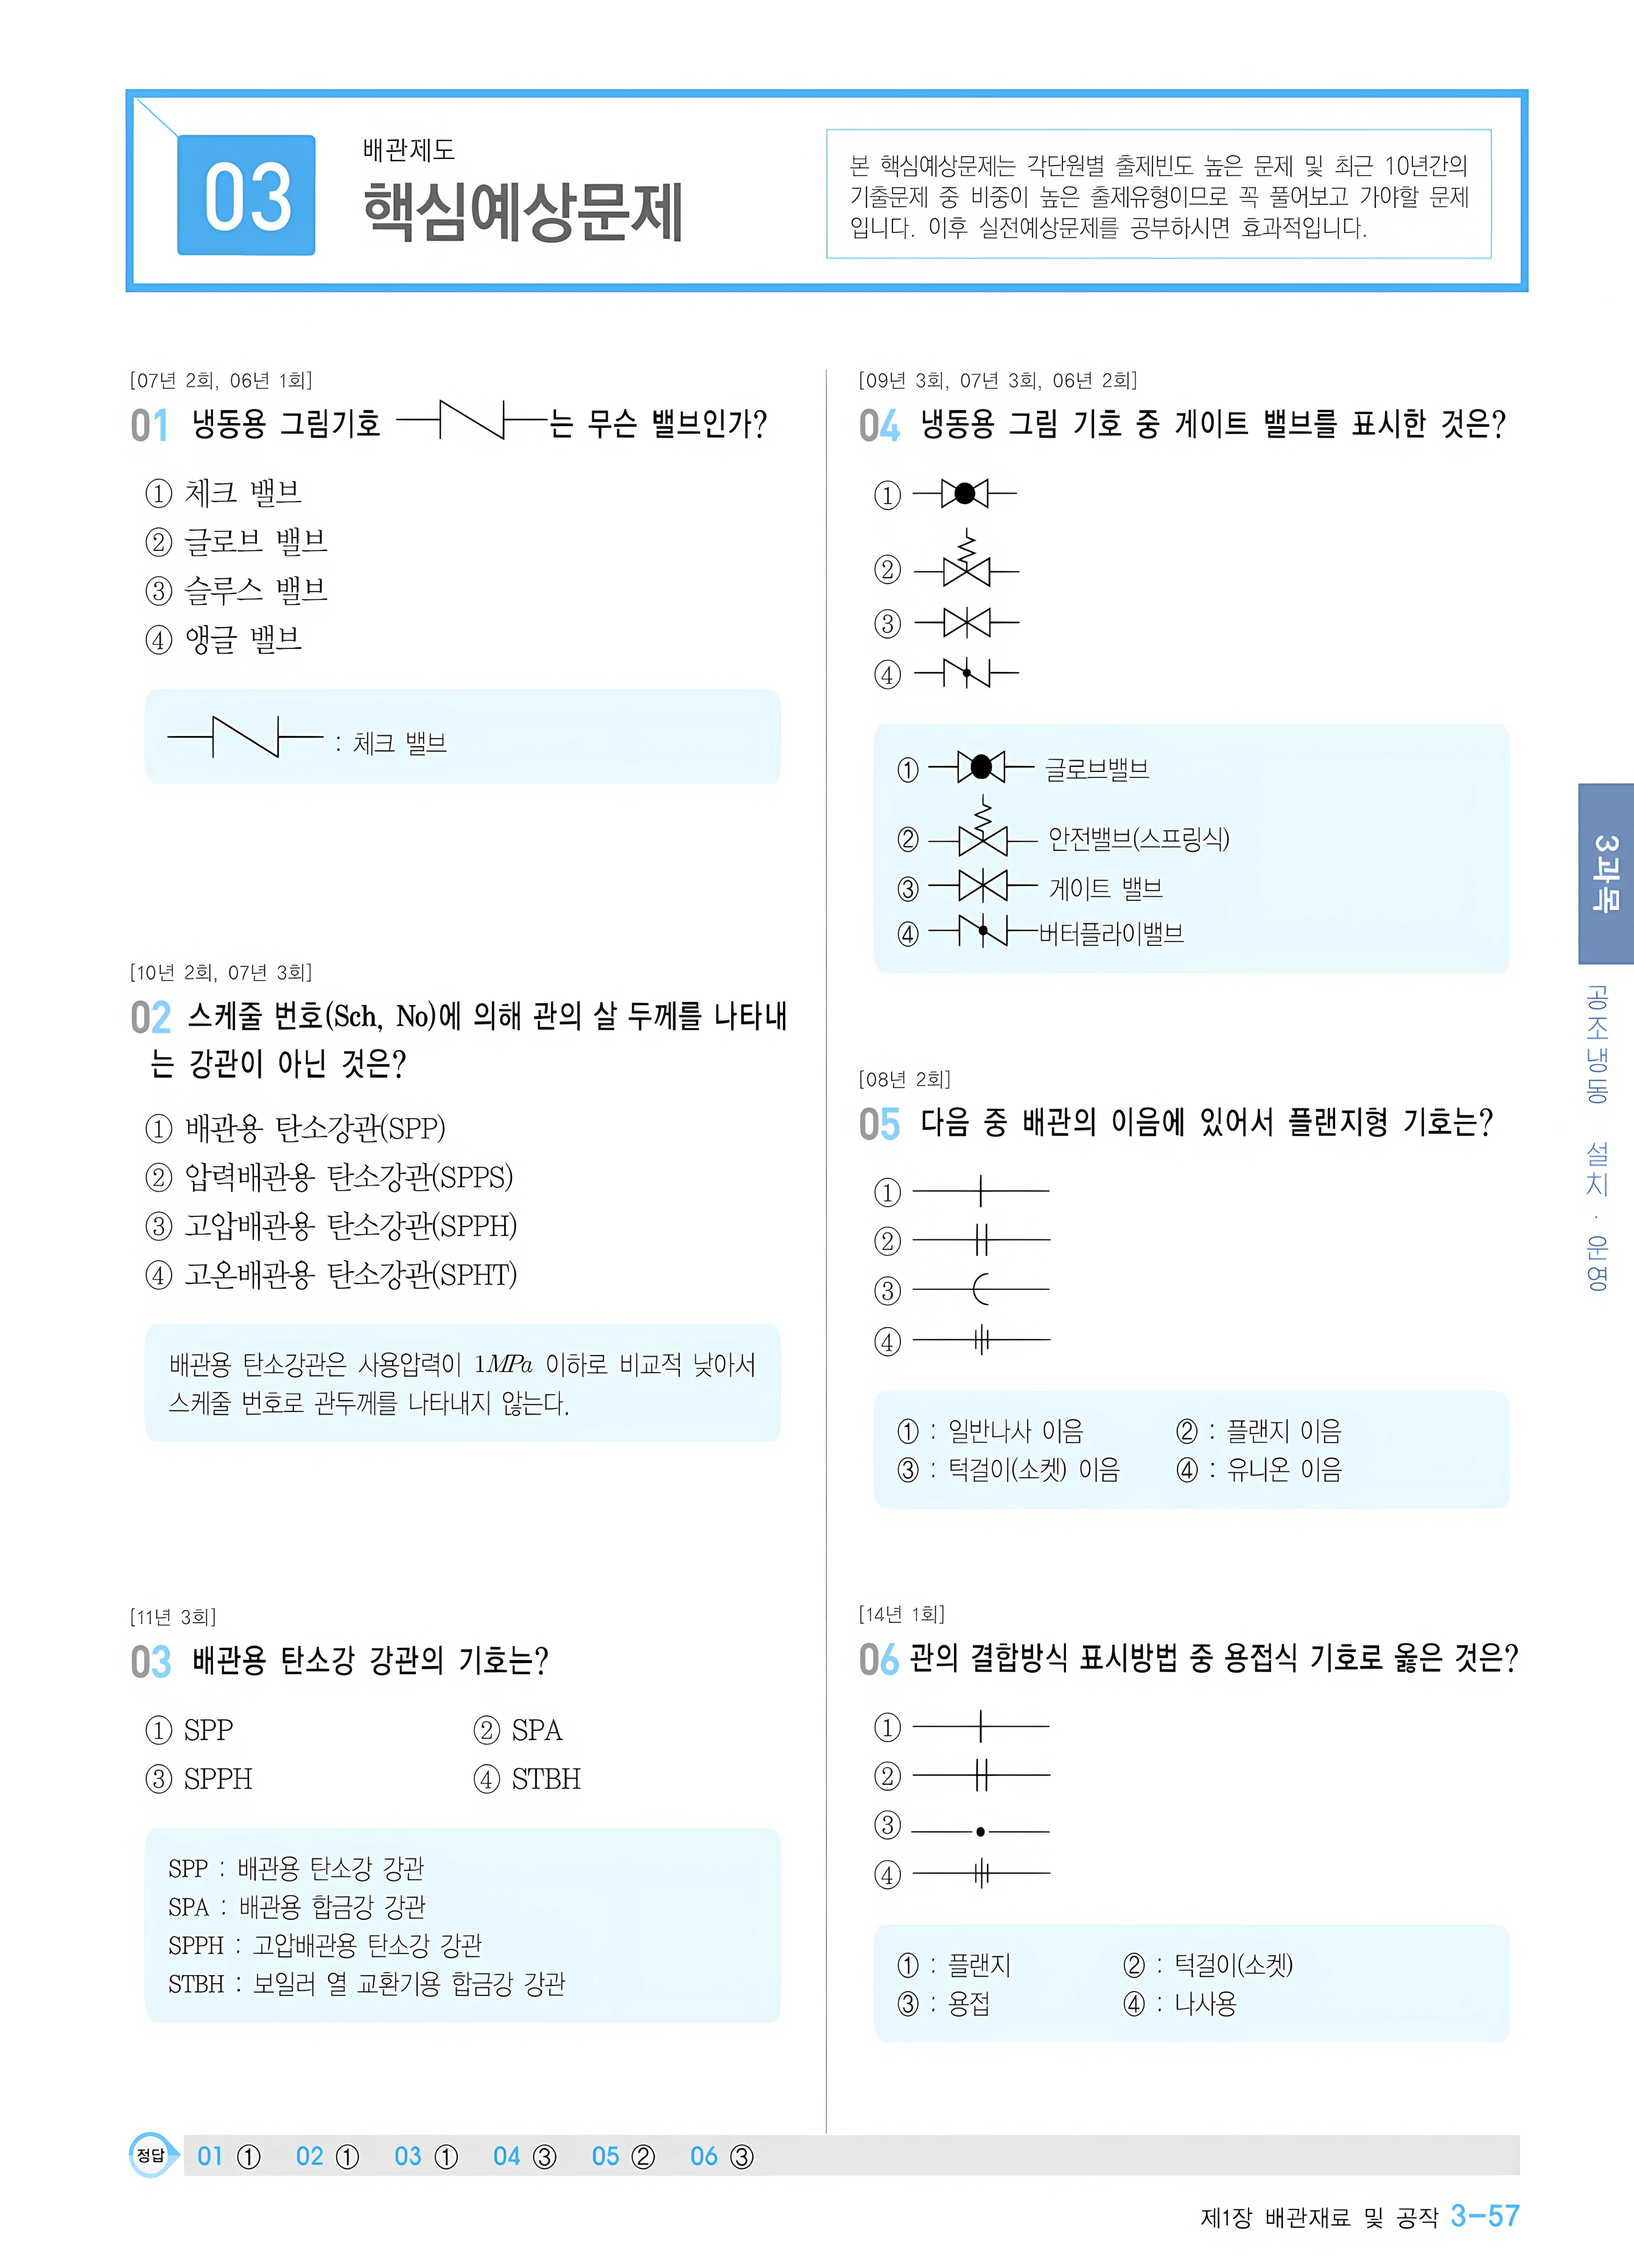 03
배관제도
핵심예상문제
본 핵심예상문제는 각단원별 출제빈도 높은 문제 및 최근 10년간의
기출문제 중 비중이 높은 출제유형이므로 꼭 풀어보고 가야할 문제
입니다. 이후 실전예상문제를 공부하시면 효과적입니다.
[07년 2회, 06년 1회]
01 냉동용 그림기호 는 무슨 밸브인가?
① 체크 밸브
② 글로브 밸브
③ 슬루스 밸브
④ 앵글 밸브
: 체크 밸브
[10년 2회, 07년 3회]
02 스케줄 번호(Sch, No)에 의해 관의 살 두께를 나타내
는 강관이 아닌 것은?
① 배관용 탄소강관(SPP)
② 압력배관용 탄소강관(SPPS)
③ 고압배관용 탄소강관(SPPH)
④ 고온배관용 탄소강관(SPHT)
배관용 탄소강관은 사용압력이 1MPa 이하로 비교적 낮아서
스케줄 번호로 관두께를 나타내지 않는다.
[11년 3회]
03 배관용 탄소강 강관의 기호는?
① SPP ② SPA
③ SPPH ④ STBH
SPP : 배관용 탄소강 강관
SPA : 배관용 합금강 강관
SPPH : 고압배관용 탄소강 강관
STBH : 보일러 열 교환기용 합금강 강관
[09년 3회, 07년 3회, 06년 2회]
04 냉동용 그림 기호 중 게이트 밸브를 표시한 것은?
①
②
③
④
① 글로브밸브
② 안전밸브(스프링식)
③ 게이트 밸브
④ 버터플라이밸브
[08년 2회]
05 다음 중 배관의 이음에 있어서 플랜지형 기호는?
①
②
③
④
① : 일반나사 이음 ② : 플랜지 이음
③ : 턱걸이(소켓) 이음 ④ : 유니온 이음
[14년 1회]
06 관의 결합방식 표시방법 중 용접식 기호로 옳은 것은?
①
②
③
④
① : 플랜지 ② : 턱걸이(소켓)
③ : 용접 ④ : 나사용
3과목
공조냉동 설치·운영
정답 01 ① 02 ① 03 ① 04 ③ 05 ② 06 ③
제1장 배관재료 및 공작 3-57